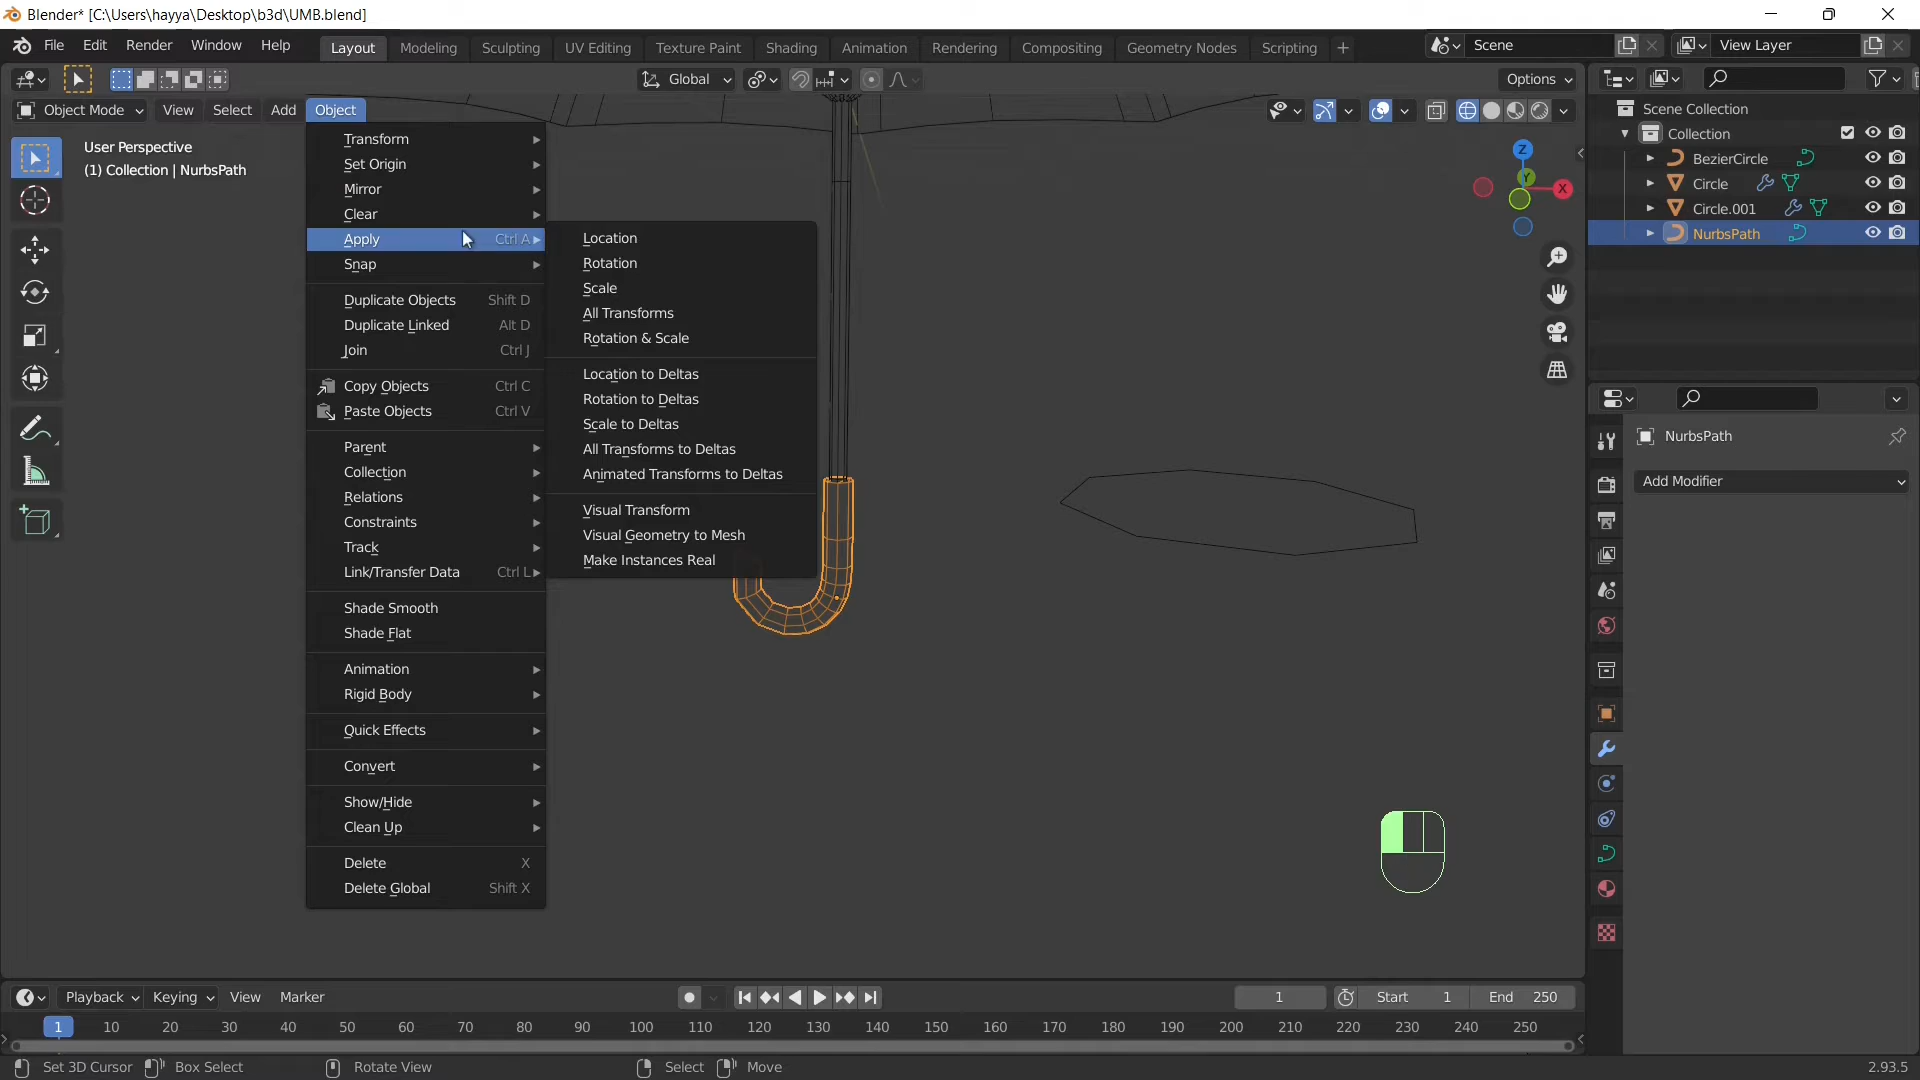 Blender* [C:\Users\hayya\Desktop\b3d\UMB.blend]
File Edit Render Window Help Layout Modeling Sculpting UV Editing Texture Paint Shading Animation Rendering Compositing Geometry Nodes Scripting + Scene View Layer
Global Options
Object Mode View Select Add Object
User Perspective
(1) Collection | NurbsPath
Transform
Set Origin
Mirror
Clear
Apply Ctrl A
Snap
Duplicate Objects Shift D
Duplicate Linked Alt D
Join Ctrl J
Copy Objects Ctrl C
Paste Objects Ctrl V
Parent
Collection
Relations
Constraints
Track
Link/Transfer Data Ctrl L
Shade Smooth
Shade Flat
Animation
Rigid Body
Quick Effects
Convert
Show/Hide
Clean Up
Delete X
Delete Global Shift X
Location
Rotation
Scale
All Transforms
Rotation & Scale
Location to Deltas
Rotation to Deltas
Scale to Deltas
All Transforms to Deltas
Animated Transforms to Deltas
Visual Transform
Visual Geometry to Mesh
Make Instances Real
Z
Y
X
Scene Collection
Collection
BezierCircle
Circle
Circle.001
NurbsPath
NurbsPath
Add Modifier
Playback Keying View Marker 1 Start 1 End 250
1 10 20 30 40 50 60 70 80 90 100 110 120 130 140 150 160 170 180 190 200 210 220 230 240 250
Set 3D Cursor Box Select Rotate View Select Move 2.93.5